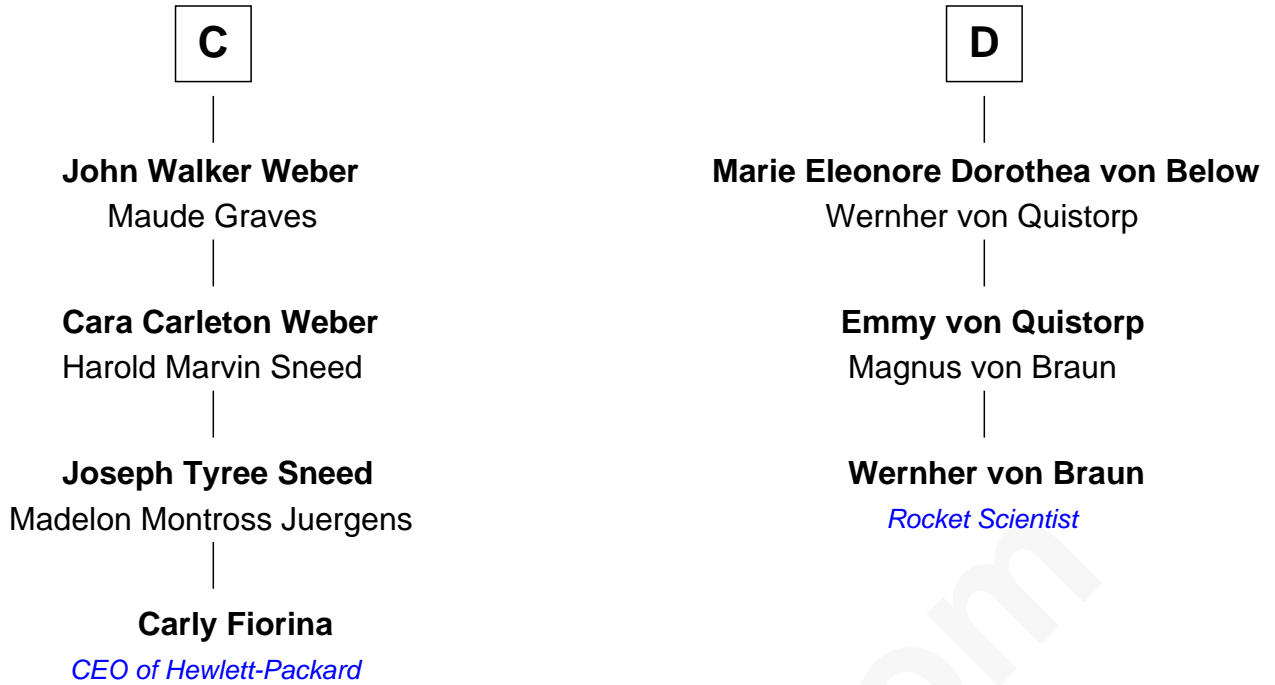 C
John Walker Weber
Maude Graves
Cara Carleton Weber
Harold Marvin Sneed
Joseph Tyree Sneed
Madelon Montross Juergens
Carly Fiorina
CEO of Hewlett-Packard
D
Marie Eleonore Dorothea von Below
Wernher von Quistorp
Emmy von Quistorp
Magnus von Braun
Wernher von Braun
Rocket Scientist
om